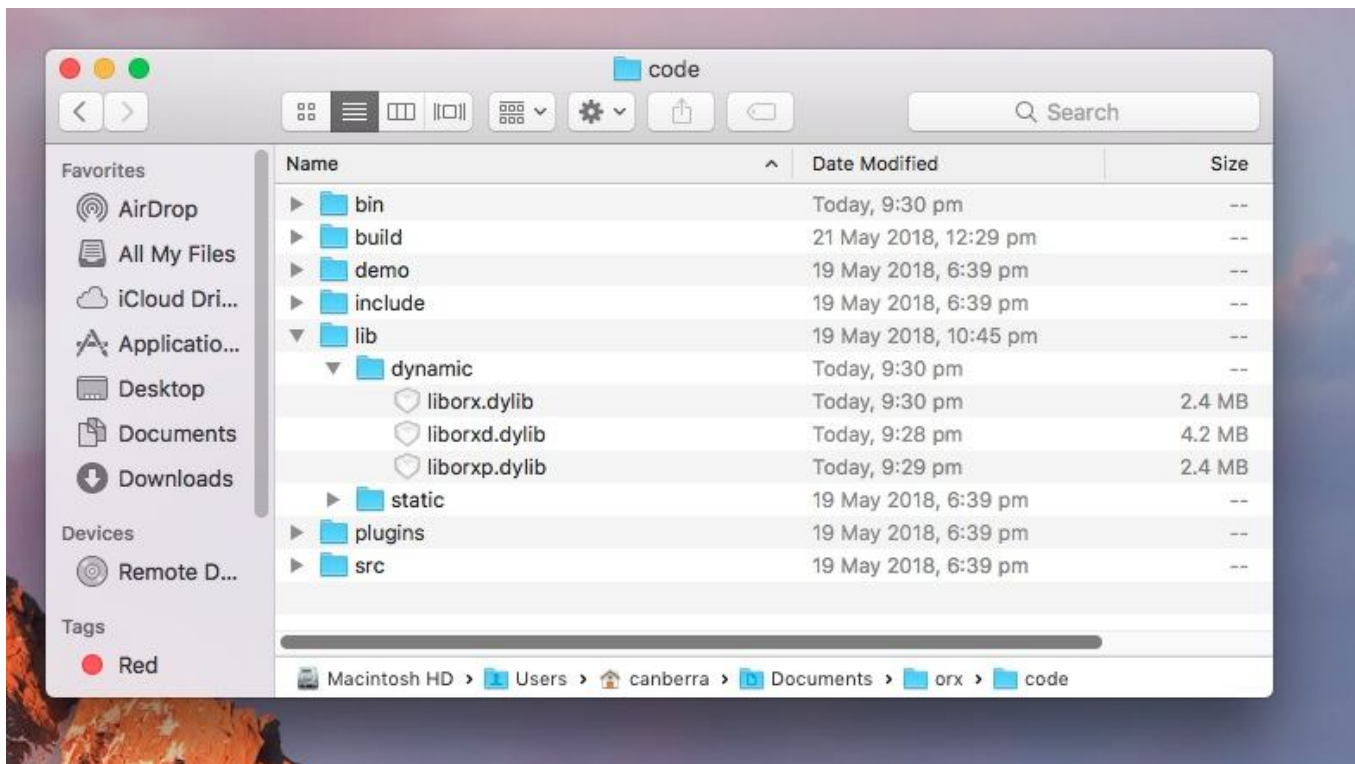 code
Search
Favorites
AirDrop
All My Files
iCloud Dri...
Applicatio...
Desktop
Documents
Downloads
Devices
Remote D...
Tags
Red
Name Date Modified Size
bin Today, 9:30 pm --
build 21 May 2018, 12:29 pm --
demo 19 May 2018, 6:39 pm --
include 19 May 2018, 6:39 pm --
lib 19 May 2018, 10:45 pm --
dynamic Today, 9:30 pm --
liborx.dylib Today, 9:30 pm 2.4 MB
liborxd.dylib Today, 9:28 pm 4.2 MB
liborxp.dylib Today, 9:29 pm 2.4 MB
static 19 May 2018, 6:39 pm --
plugins 19 May 2018, 6:39 pm --
src 19 May 2018, 6:39 pm --
Macintosh HD › Users › canberra › Documents › orx › code